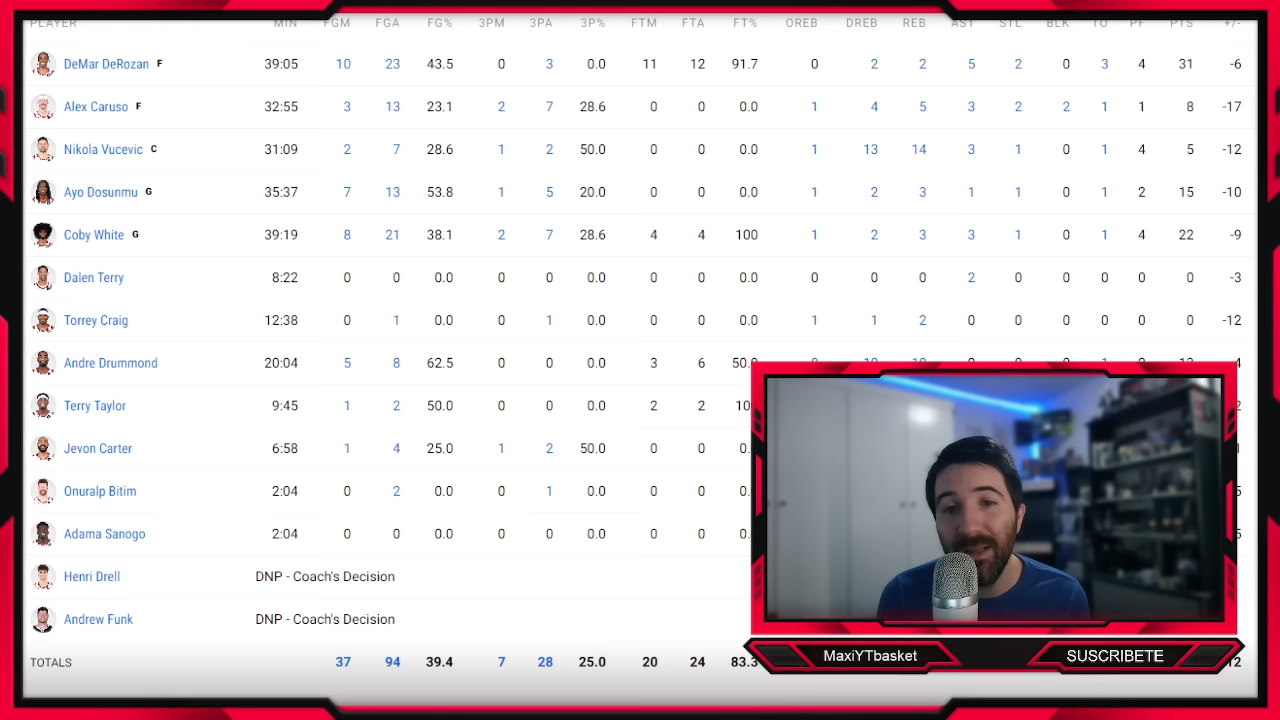 PLAYER MIN FGM FGA FG% 3PM 3PA 3P% FTM FTA FT% OREB DREB REB AST STL BLK TO PF PTS +/-
DeMar DeRozan F 39:05 10 23 43.5 0 3 0.0 11 12 91.7 0 2 2 5 2 0 3 4 31 -6
Alex Caruso F 32:55 3 13 23.1 2 7 28.6 0 0 0.0 1 4 5 3 2 2 1 1 8 -17
Nikola Vucevic C 31:09 2 7 28.6 1 2 50.0 0 0 0.0 1 13 14 3 1 0 1 4 5 -12
Ayo Dosunmu G 35:37 7 13 53.8 1 5 20.0 0 0 0.0 1 2 3 1 1 0 1 2 15 -10
Coby White G 39:19 8 21 38.1 2 7 28.6 4 4 100 1 2 3 3 1 0 1 4 22 -9
Dalen Terry 8:22 0 0 0.0 0 0 0.0 0 0 0.0 0 0 0 2 0 0 0 0 0 -3
Torrey Craig 12:38 0 1 0.0 0 1 0.0 0 0 0.0 1 1 2 0 0 0 0 0 0 -12
Andre Drummond 20:04 5 8 62.5 0 0 0.0 3 6 50.
Terry Taylor 9:45 1 2 50.0 0 0 0.0 2 2 10
Jevon Carter 6:58 1 4 25.0 1 2 50.0 0 0 0.
Onuralp Bitim 2:04 0 2 0.0 0 1 0.0 0 0 0.
Adama Sanogo 2:04 0 0 0.0 0 0 0.0 0 0 0.
Henri Drell DNP - Coach's Decision
Andrew Funk DNP - Coach's Decision
TOTALS 37 94 39.4 7 28 25.0 20 24 83.3
MaxiYTbasket
SUSCRIBETE